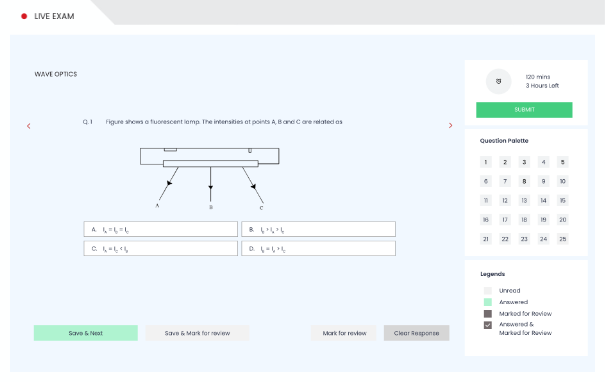 LIVE EXAM
WAVE OPTICS
Q. 1 Figure shows a fluorescent lamp. The intensities at points A, B and C are related as
A
B
C
A. I_A = I_B = I_C
B. I_B > I_A > I_C
C. I_A = I_C < I_B
D. I_B = I_A > I_C
Save & Next
Save & Mark for review
Mark for review
Clear Response
120 mins
3 Hours Left
SUBMIT
Question Palette
1 2 3 4 5
6 7 8 9 10
11 12 13 14 15
16 17 18 19 20
21 22 23 24 25
Legends
Unread
Answered
Marked for Review
Answered &
Marked for Review